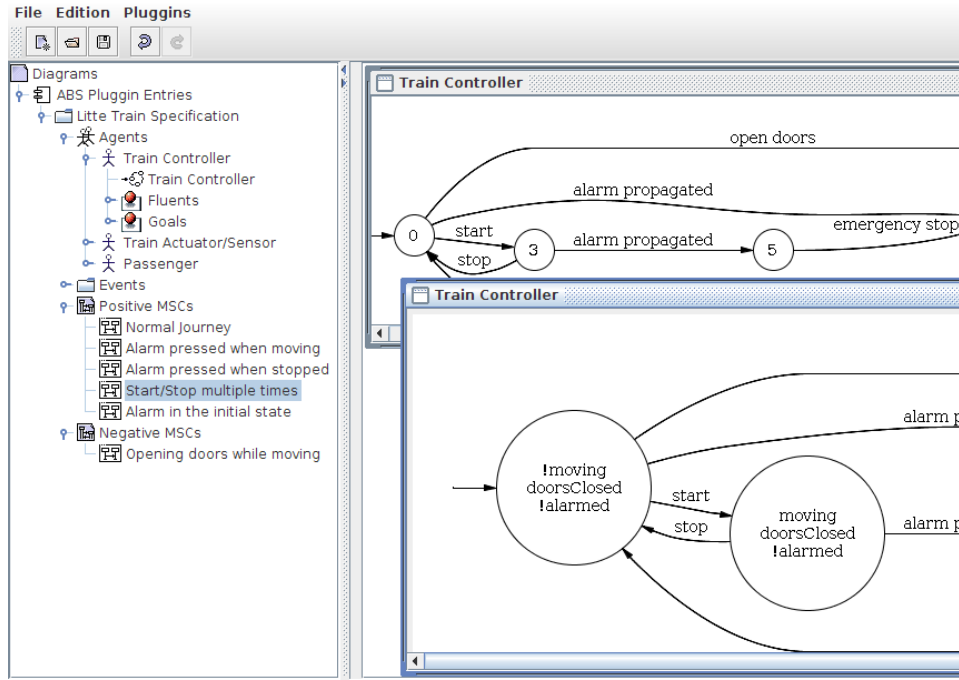 File Edition Pluggins
Diagrams
ABS Pluggin Entries
Litte Train Specification
Agents
Train Controller
Train Controller
Fluents
Goals
Train Actuator/Sensor
Passenger
Events
Positive MSCs
Normal Journey
Alarm pressed when moving
Alarm pressed when stopped
Start/Stop multiple times
Alarm in the initial state
Negative MSCs
Opening doors while moving
Train Controller
open doors
alarm propagated
emergency stop
0
start
3
alarm propagated
5
stop
Train Controller
alarm p
!moving
doorsClosed
!alarmed
start
stop
moving
doorsClosed
!alarmed
alarm p